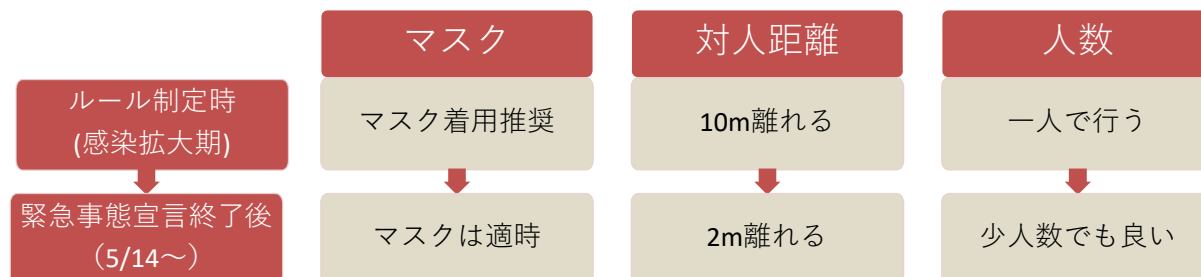 マスク
対人距離
人数
ルール制定時
(感染拡大期)
マスク着用推奨
10m離れる
一人で行う
緊急事態宣言終了後
（5/14～）
マスクは適時
2m離れる
少人数でも良い